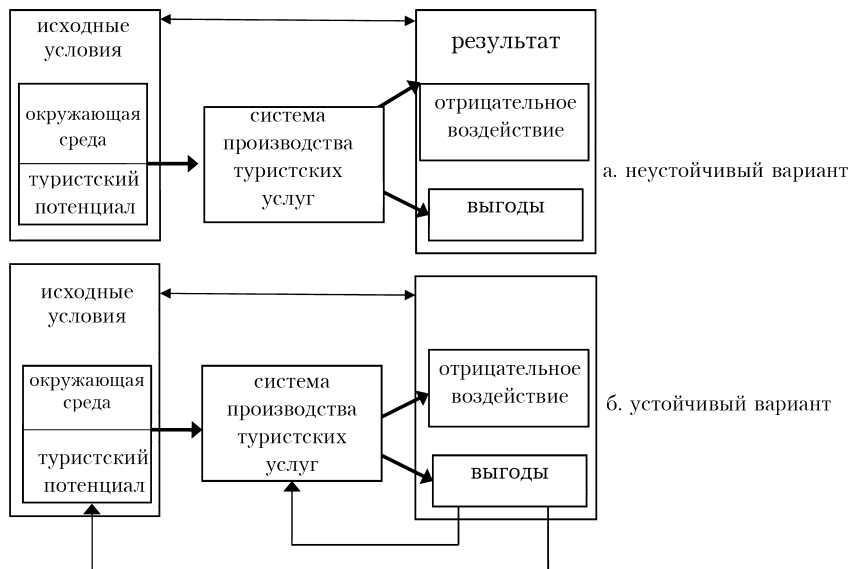 исходные
условия
результат
окружающая
среда
туристский
потенциал
система
производства
туристских
услуг
отрицательное
воздействие
выгоды
а. неустойчивый вариант
исходные
условия
окружающая
среда
туристский
потенциал
система
производства
туристских
услуг
отрицательное
воздействие
выгоды
б. устойчивый вариант